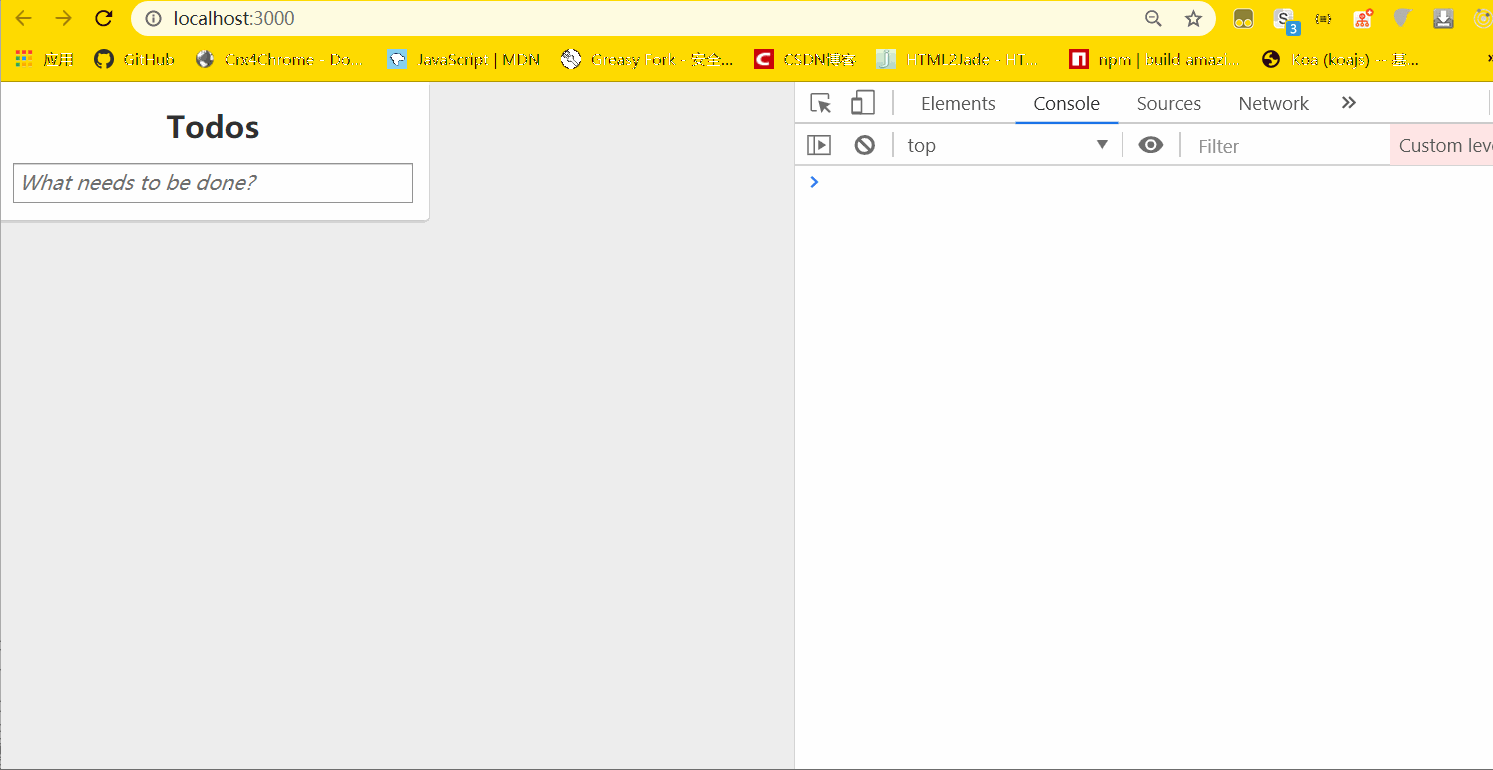 localhost:3000
S 3
应用 GitHub Crx4Chrome - Do... JavaScript | MDN Greasy Fork - 安全... CSDN博客 HTML2Jade - HT... npm | build amazi... Koa (koajs) -- 基...
Elements Console Sources Network
top Filter Custom leve
Todos
What needs to be done?